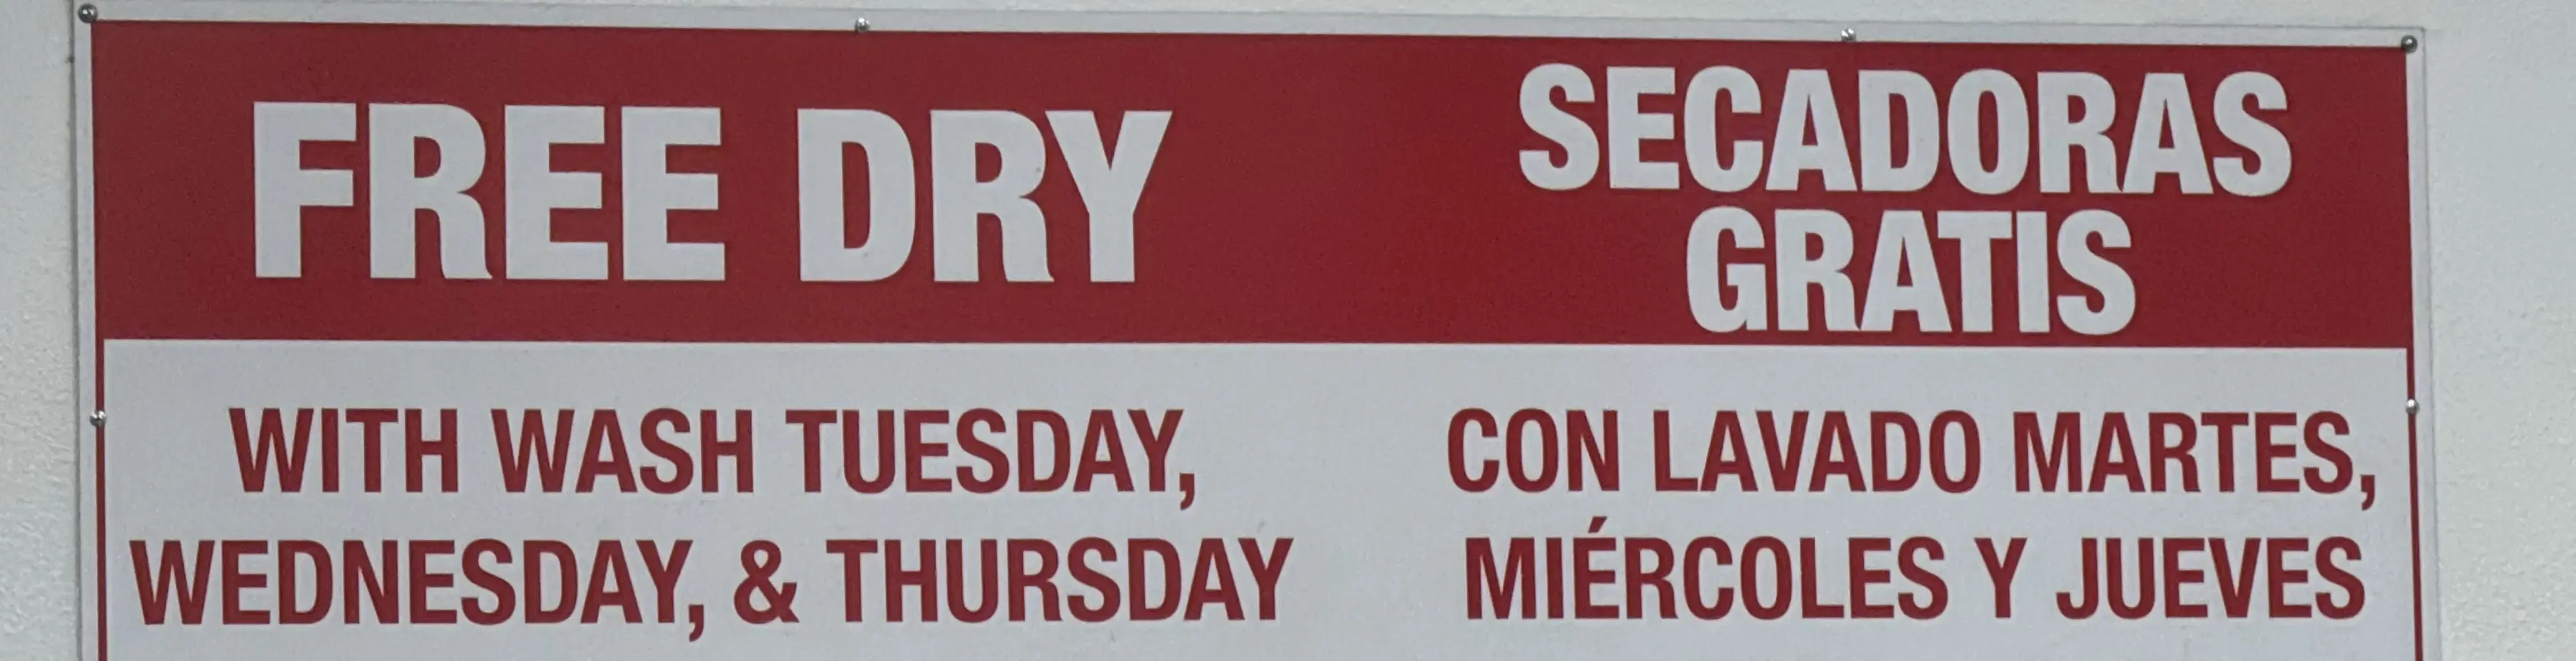 FREE DRY
WITH WASH TUESDAY,
WEDNESDAY, & THURSDAY
SECADORAS
GRATIS
CON LAVADO MARTES,
MIÉRCOLES Y JUEVES